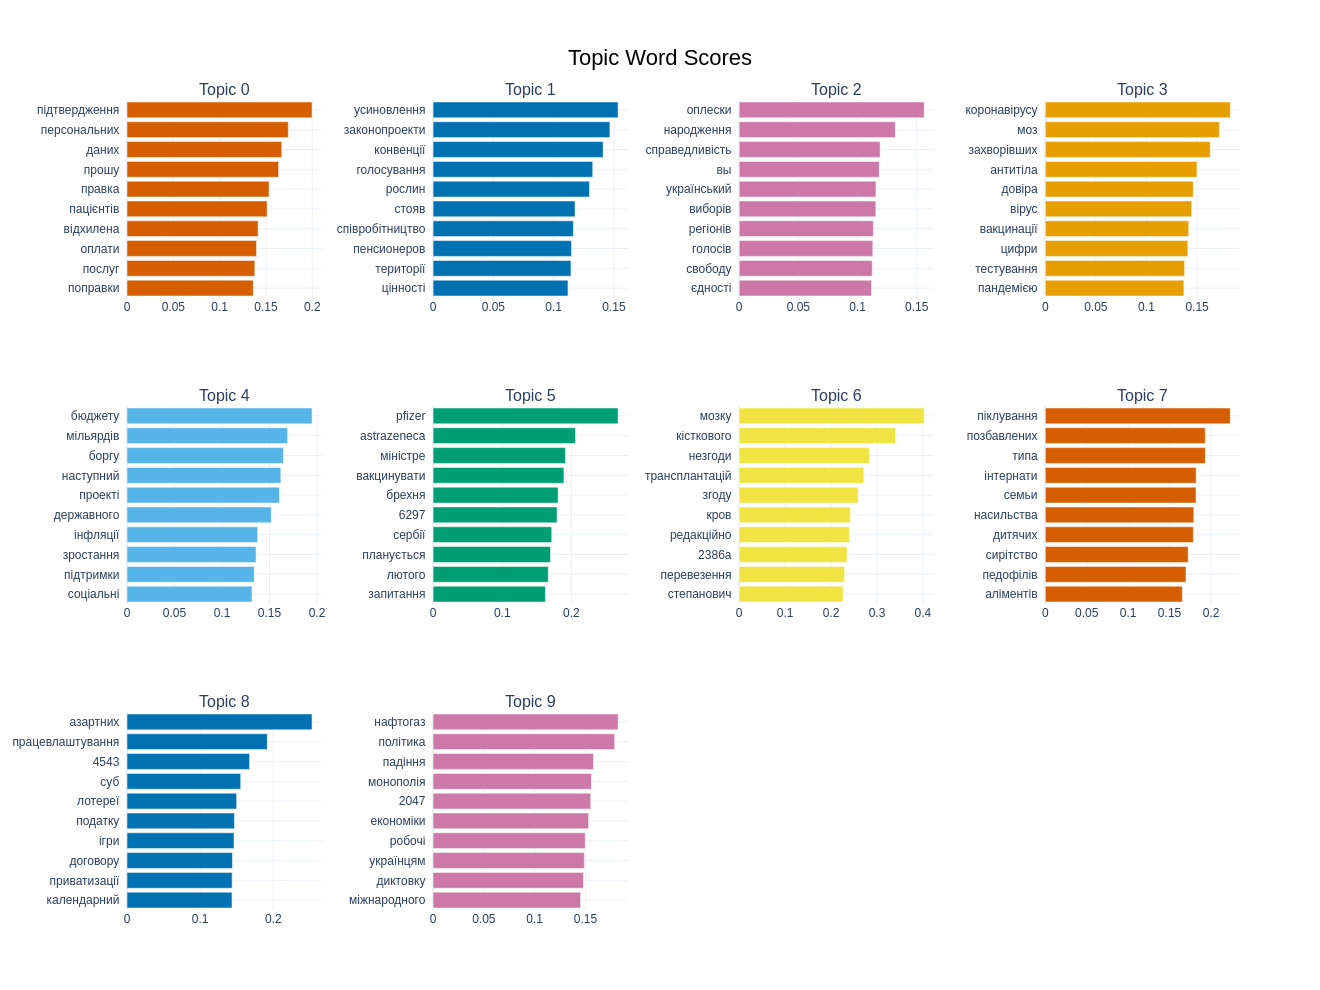 Topic Word Scores
Topic 0
підтвердження
персональних
даних
прошу
правка
пацієнтів
відхилена
оплати
послуг
поправки
0 0.05 0.1 0.15 0.2
Topic 1
усиновлення
законопроекти
конвенції
голосування
рослин
стояв
співробітництво
пенсионеров
території
цінності
0 0.05 0.1 0.15
Topic 2
оплески
народження
справедливість
вы
український
виборів
регіонів
голосів
свободу
єдності
0 0.05 0.1 0.15
Topic 3
коронавірусу
моз
захворівших
антитіла
довіра
вірус
вакцинації
цифри
тестування
пандемією
0 0.05 0.1 0.15
Topic 4
бюджету
мільярдів
боргу
наступний
проекті
державного
інфляції
зростання
підтримки
соціальні
0 0.05 0.1 0.15 0.2
Topic 5
pfizer
astrazeneca
міністре
вакцинувати
брехня
6297
сербії
планується
лютого
запитання
0 0.1 0.2
Topic 6
мозку
кісткового
незгоди
трансплантацій
згоду
кров
редакційно
2386а
перевезення
степанович
0 0.1 0.2 0.3 0.4
Topic 7
піклування
позбавлених
типа
інтернати
семьи
насильства
дитячих
сирітство
педофілів
аліментів
0 0.05 0.1 0.15 0.2
Topic 8
азартних
працевлаштування
4543
суб
лотереї
податку
ігри
договору
приватизації
календарний
0 0.1 0.2
Topic 9
нафтогаз
політика
падіння
монополія
2047
економіки
робочі
українцям
диктовку
міжнародного
0 0.05 0.1 0.15